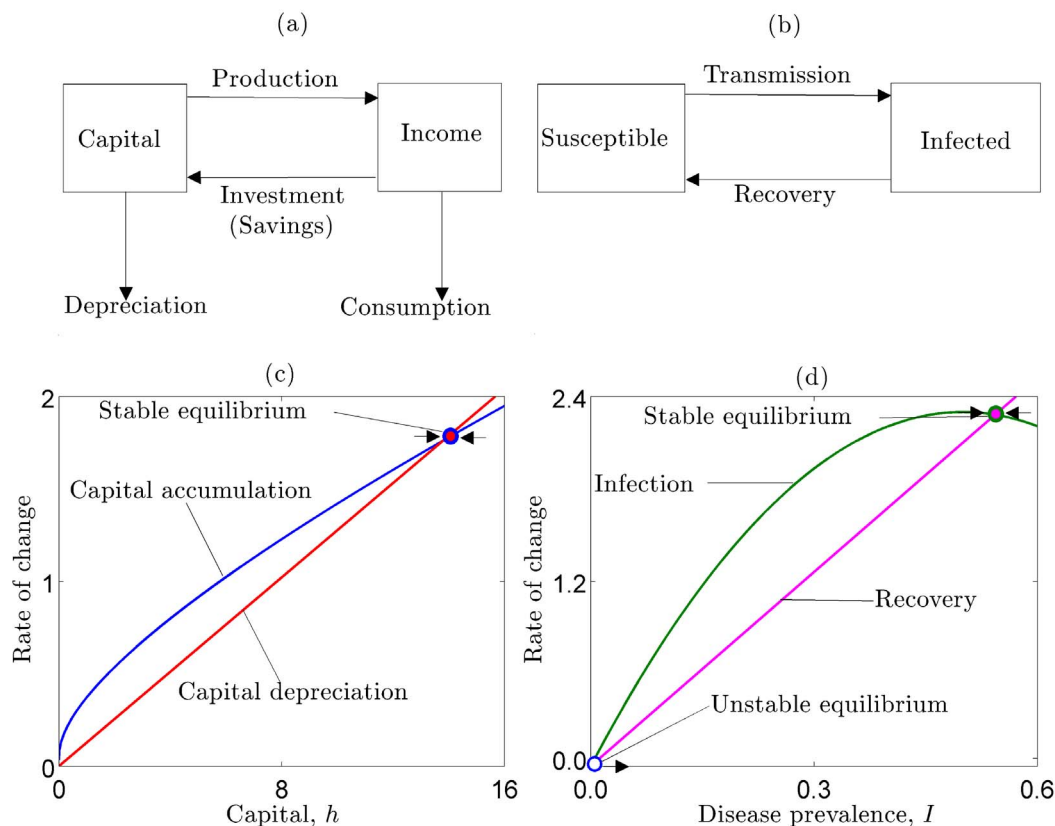 (a)
Production
Capital
Income
Investment
(Savings)
Depreciation
Consumption
(b)
Transmission
Susceptible
Infected
Recovery
(c)
2
Stable equilibrium
Capital accumulation
1
Rate of change
Capital depreciation
0
0
8
16
Capital, h
(d)
2.4
Stable equilibrium
Infection
1.2
Rate of change
Recovery
Unstable equilibrium
0.0
0.0
0.3
0.6
Disease prevalence, I